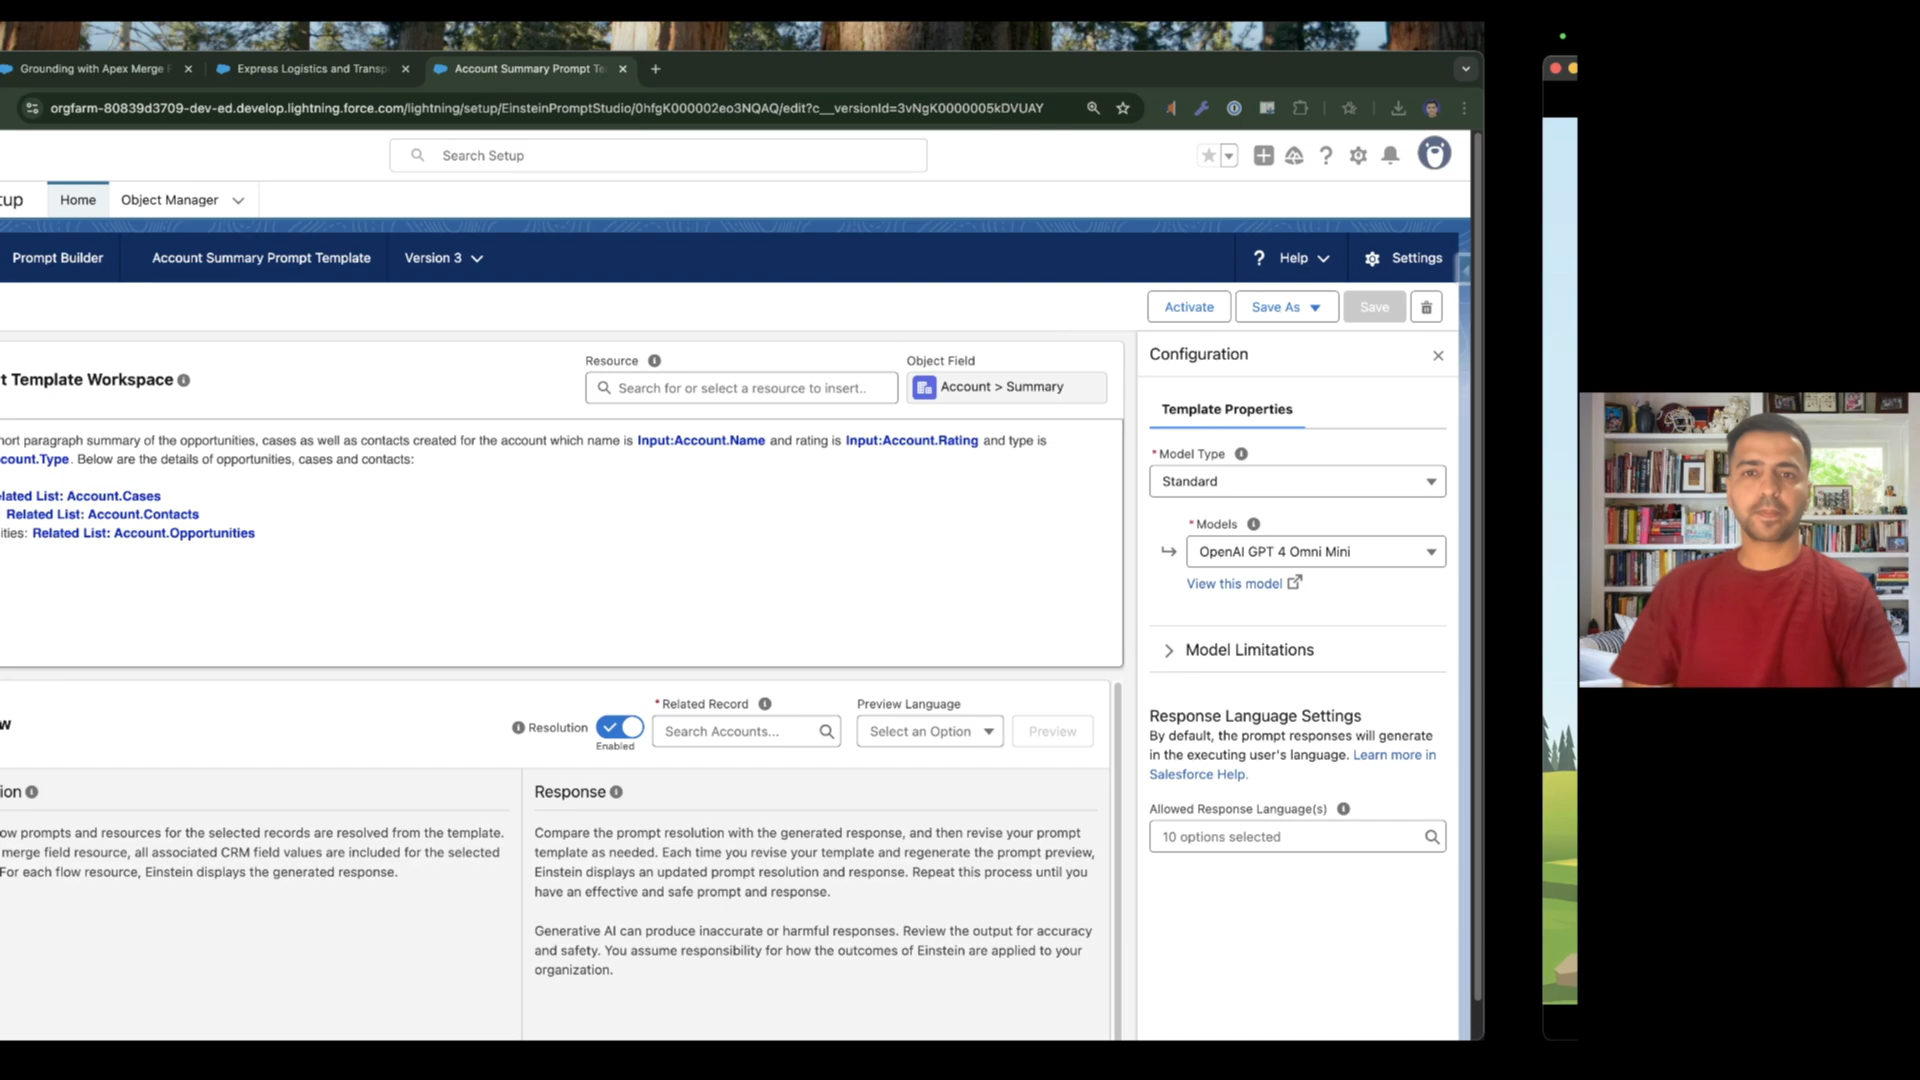 Grounding with Apex Merge F
Express Logistics and Transp
Account Summary Prompt Te
orgfarm-80839d3709-dev-ed.develop.lightning.force.com/lightning/setup/EinsteinPromptStudio/0hfgK000002eo3NQAQ/edit?c__versionId=3vNgK0000005kDVUAY
Search Setup
tup
Home
Object Manager
Prompt Builder
Account Summary Prompt Template
Version 3
? Help
Settings
Activate
Save As
Save
t Template Workspace
Resource
Search for or select a resource to insert..
Object Field
Account > Summary
hort paragraph summary of the opportunities, cases as well as contacts created for the account which name is Input:Account.Name and rating is Input:Account.Rating and type is
count.Type. Below are the details of opportunities, cases and contacts:
elated List: Account.Cases
Related List: Account.Contacts
ities: Related List: Account.Opportunities
w
Resolution
Enabled
* Related Record
Search Accounts...
Preview Language
Select an Option
Preview
ion
ow prompts and resources for the selected records are resolved from the template.
merge field resource, all associated CRM field values are included for the selected
For each flow resource, Einstein displays the generated response.
Response
Compare the prompt resolution with the generated response, and then revise your prompt
template as needed. Each time you revise your template and regenerate the prompt preview,
Einstein displays an updated prompt resolution and response. Repeat this process until you
have an effective and safe prompt and response.
Generative AI can produce inaccurate or harmful responses. Review the output for accuracy
and safety. You assume responsibility for how the outcomes of Einstein are applied to your
organization.
Configuration
Template Properties
* Model Type
Standard
* Models
OpenAI GPT 4 Omni Mini
View this model
Model Limitations
Response Language Settings
By default, the prompt responses will generate
in the executing user's language. Learn more in
Salesforce Help.
Allowed Response Language(s)
10 options selected